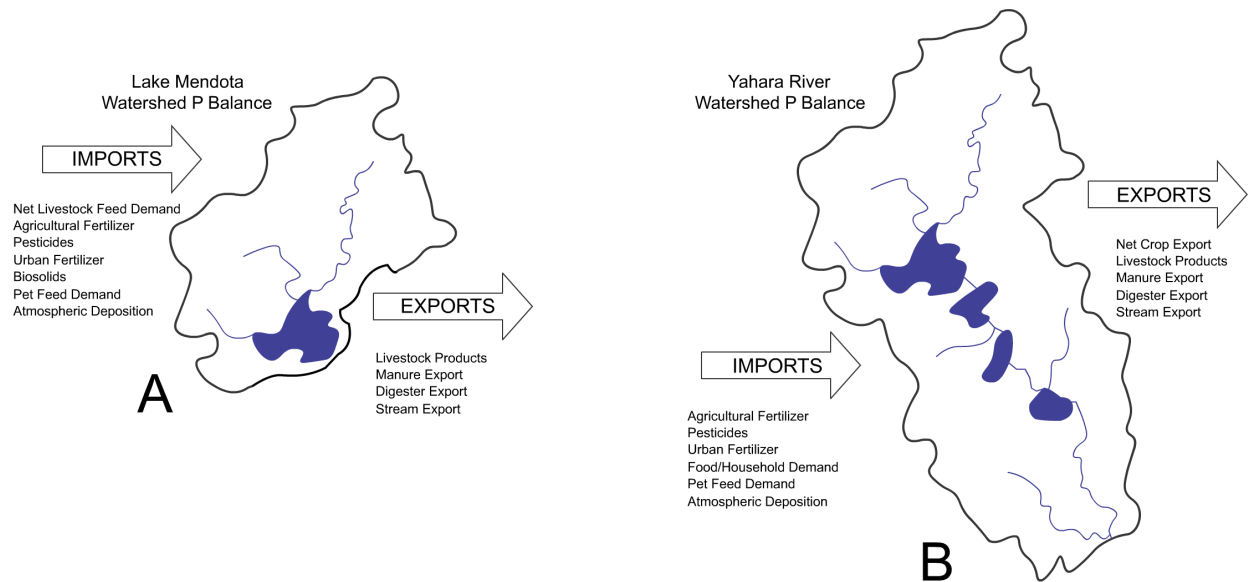 Lake Mendota
Watershed P Balance
IMPORTS
Net Livestock Feed Demand
Agricultural Fertilizer
Pesticides
Urban Fertilizer
Biosolids
Pet Feed Demand
Atmospheric Deposition
EXPORTS
Livestock Products
Manure Export
Digester Export
Stream Export
A
Yahara River
Watershed P Balance
EXPORTS
Net Crop Export
Livestock Products
Manure Export
Digester Export
Stream Export
IMPORTS
Agricultural Fertilizer
Pesticides
Urban Fertilizer
Food/Household Demand
Pet Feed Demand
Atmospheric Deposition
B